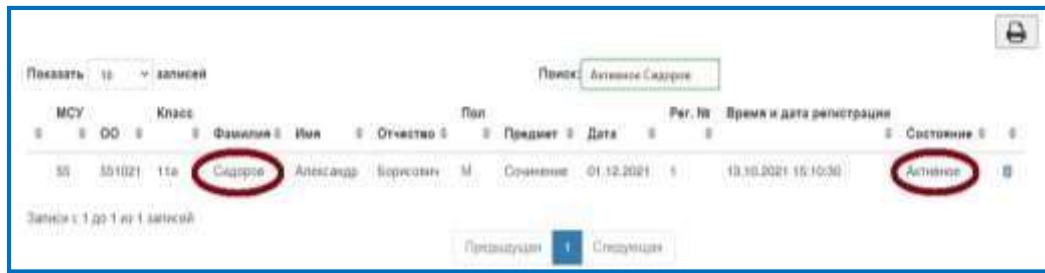 Показать 10 записей Поиск: Активное Сидоров
МСУ Класс Пол Рег. № Время и дата регистрации
ОО Фамилия Имя Отчество Предмет Дата Состояние
55 551021 11а Сидоров Александр Борисович М Сочинение 01.12.2021 1 13.10.2021 15:10:30 Активное
Записи с 1 до 1 из 1 записей
Предыдущая 1 Следующая